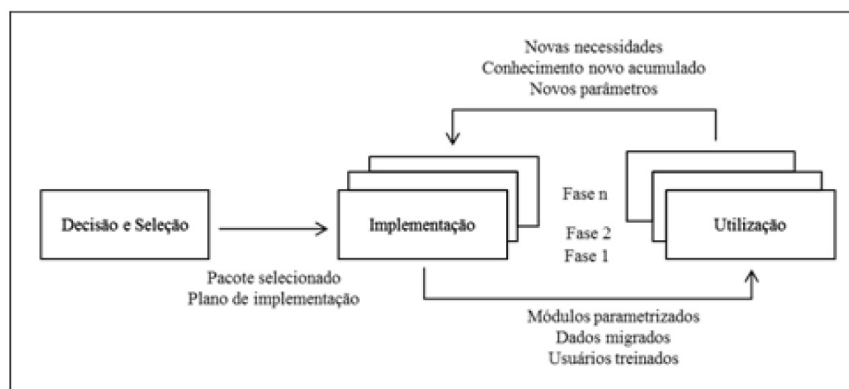 Novas necessidades
Conhecimento novo acumulado
Novos parâmetros
Decisão e Seleção
Implementação
Utilização
Fase n
Fase 2
Fase 1
Pacote selecionado
Plano de implementação
Módulos parametrizados
Dados migrados
Usuários treinados